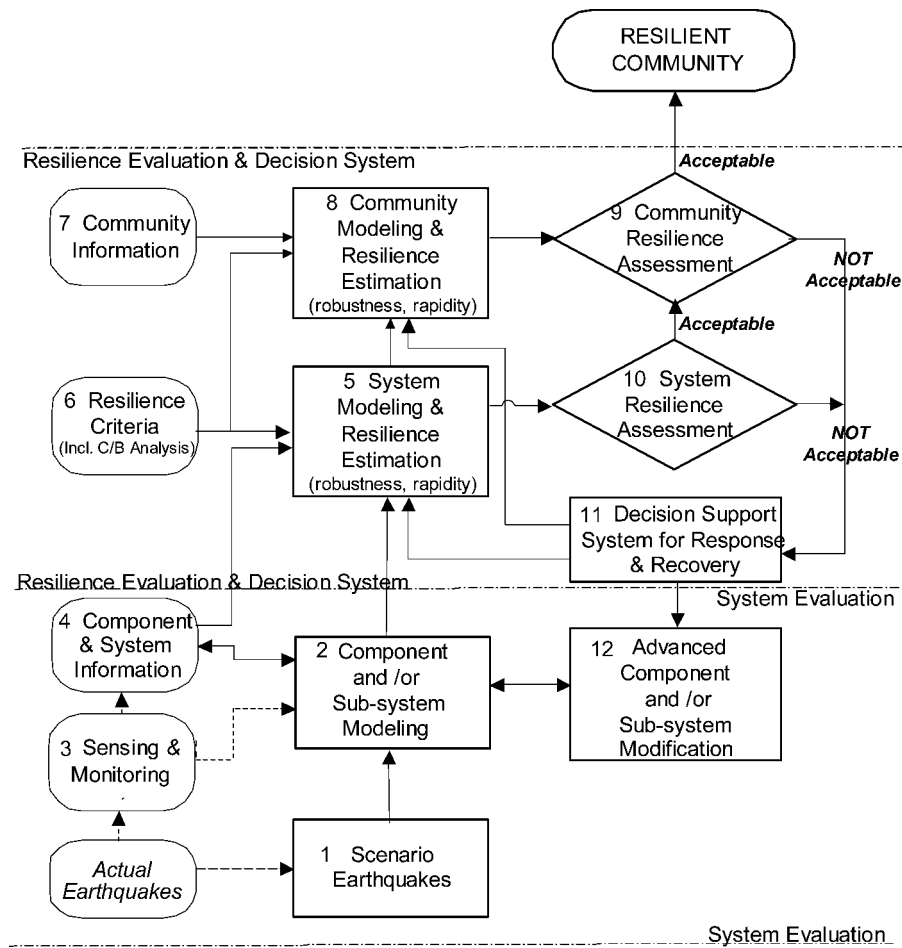 RESILIENT
COMMUNITY
Acceptable
Resilience Evaluation & Decision System
7 Community
Information
8 Community
Modeling &
Resilience
Estimation
(robustness, rapidity)
9 Community
Resilience
Assessment
NOT
Acceptable
Acceptable
6 Resilience
Criteria
(Incl. C/B Analysis)
5 System
Modeling &
Resilience
Estimation
(robustness, rapidity)
10 System
Resilience
Assessment
NOT
Acceptable
11 Decision Support
System for Response
& Recovery
Resilience Evaluation & Decision System
System Evaluation
4 Component
& System
Information
2 Component
and /or
Sub-system
Modeling
12 Advanced
Component
and /or
Sub-system
Modification
3 Sensing &
Monitoring
Actual
Earthquakes
1 Scenario
Earthquakes
System Evaluation